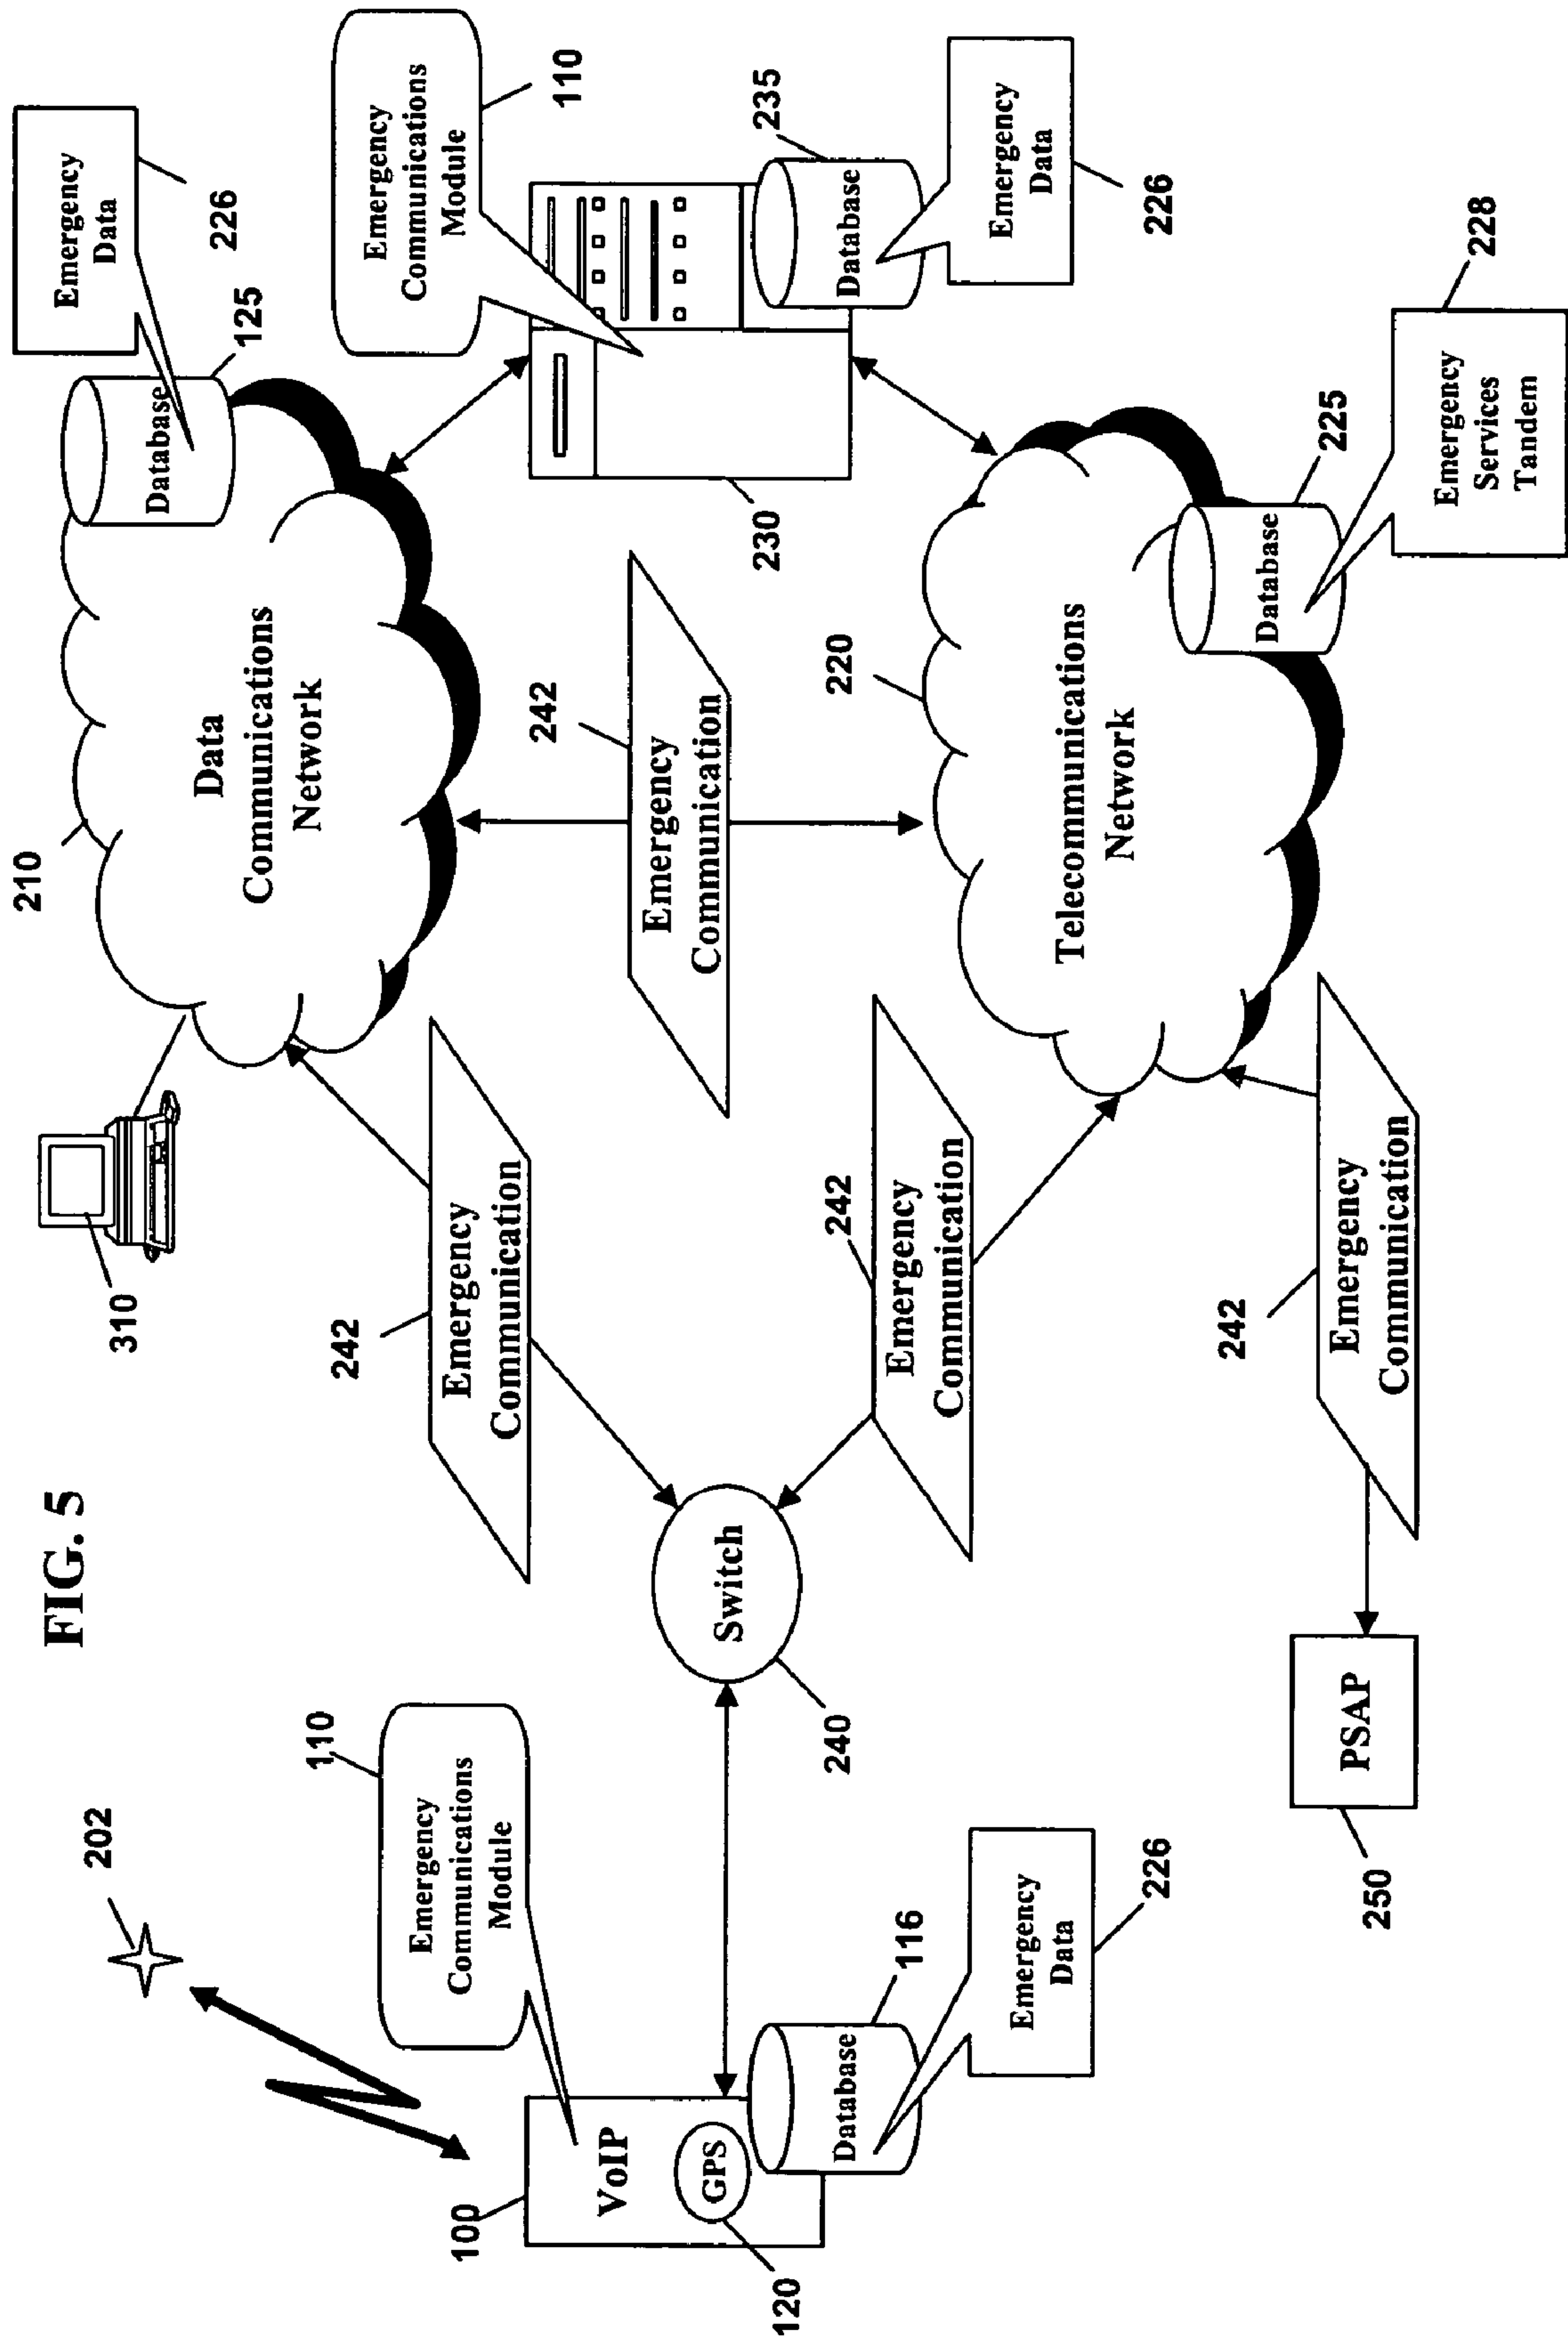 FIG. 5
202
110
Emergency
Communications
Module
100
VoIP
GPS
120
Database
116
Emergency
Data
226
Switch
240
PSAP
250
310
210
Data
Communications
Network
Database
125
Emergency
Data
226
242
Emergency
Communication
242
Emergency
Communication
242
Emergency
Communication
242
Emergency
Communication
Emergency
Communications
Module
110
230
Database
235
Emergency
Data
226
220
Telecommunications
Network
Database
225
Emergency
Services
Tandem
228